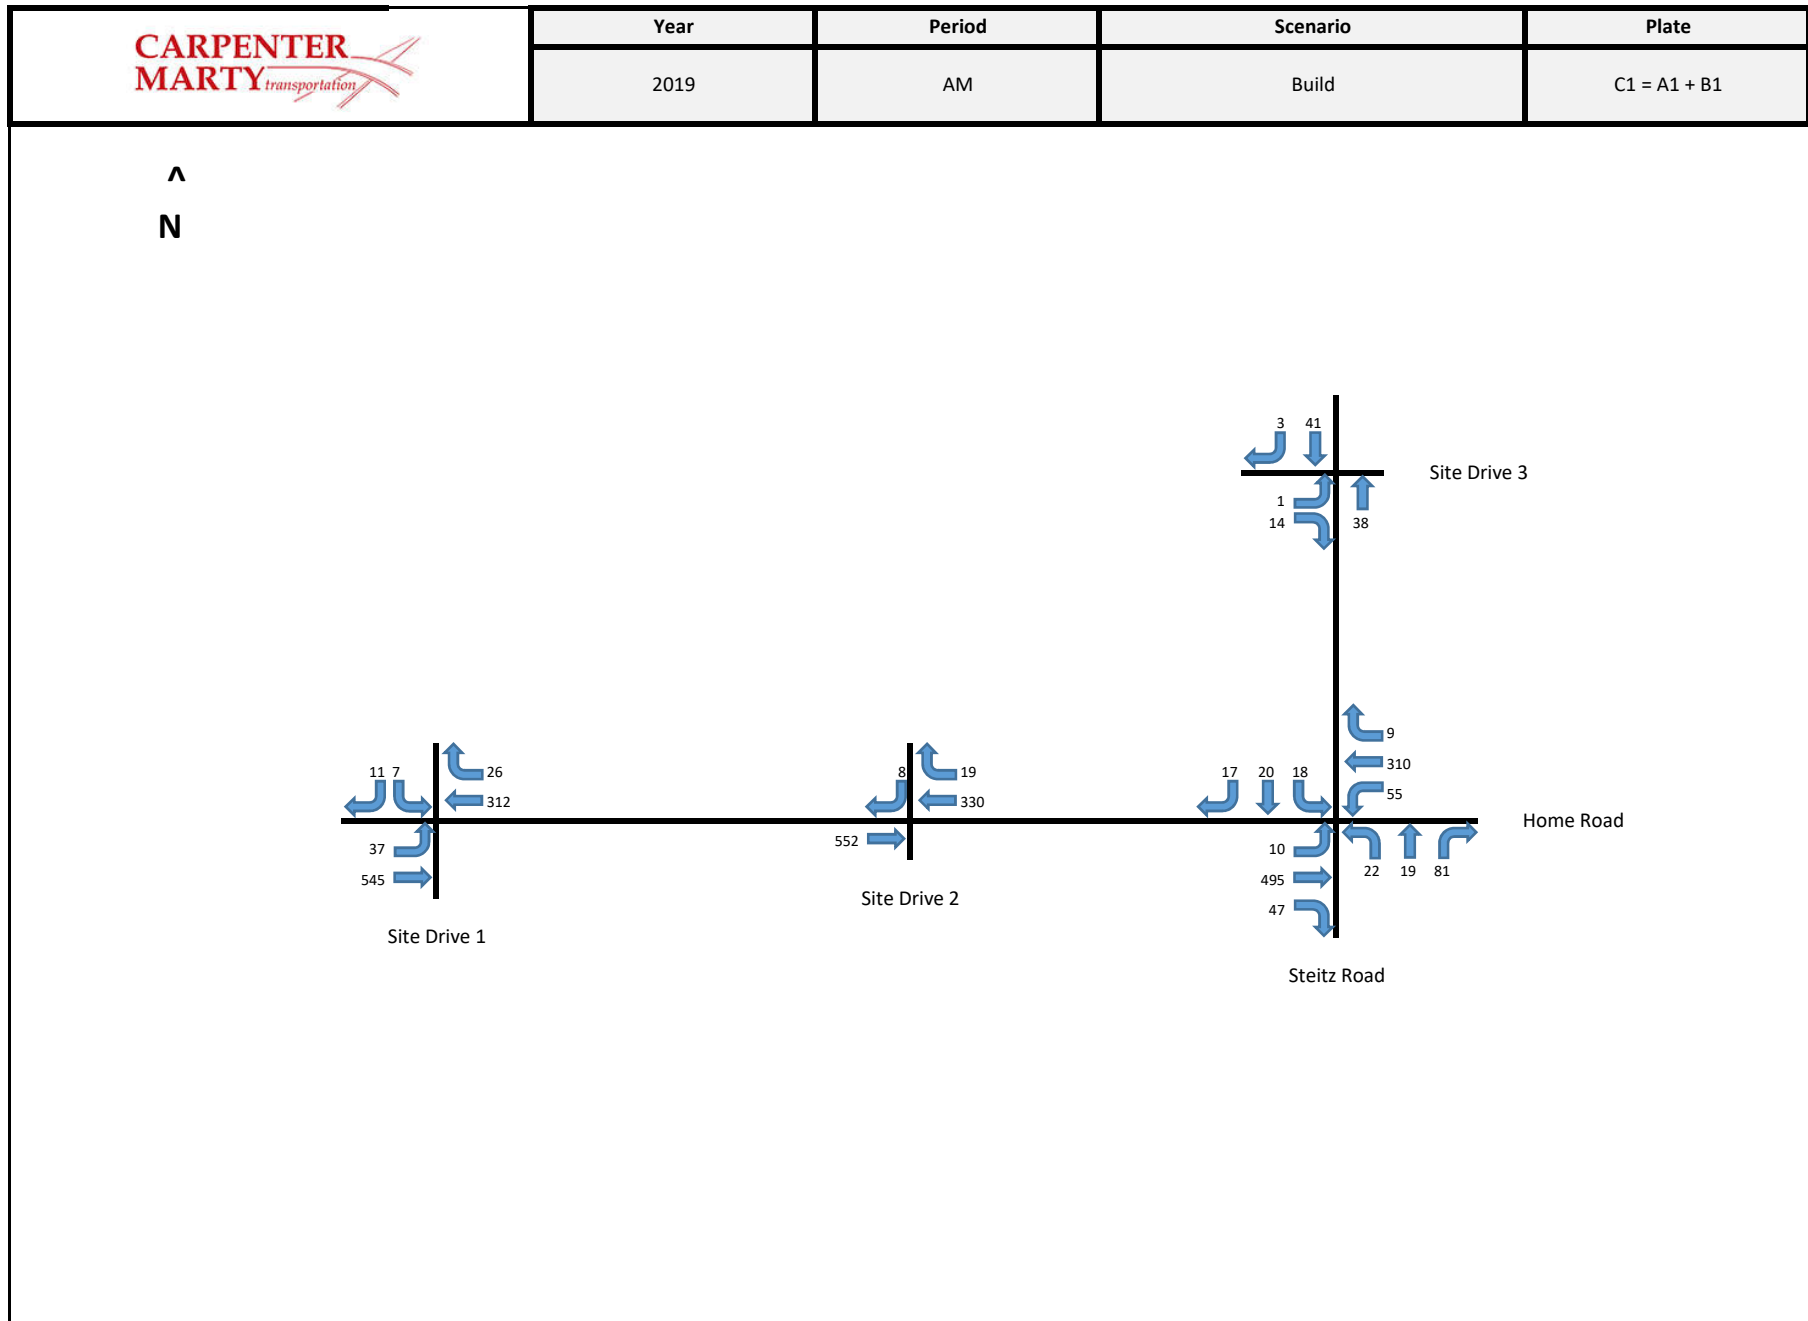 CARPENTER
MARTY transportation
Year Period Scenario Plate
2019 AM Build C1 = A1 + B1
^
N
3 41
Site Drive 3
1
14 38
9
11 7 26 8 19 17 20 18 310
312 330 55
Home Road
552
37 10
22 19 81
545 495
Site Drive 2
47
Site Drive 1
Steitz Road